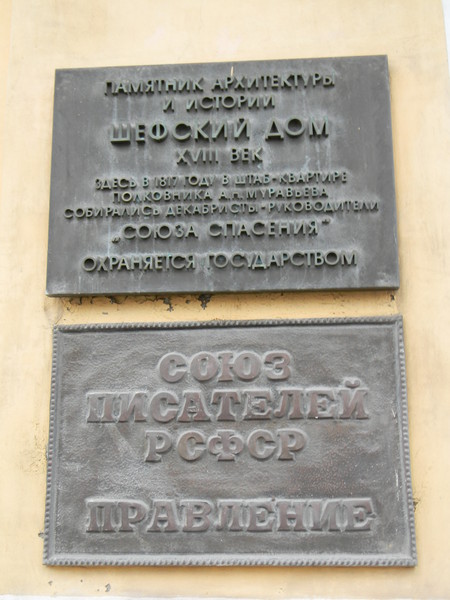 ПАМЯТНИК АРХИТЕКТУРЫ
И ИСТОРИИ
ШЕФСКИЙ ДОМ
XVIII ВЕК
ЗДЕСЬ В 1817 ГОДУ В ШТАБ-КВАРТИРЕ
ПОЛКОВНИКА А.Н.МУРАВЬЕВА
СОБИРАЛИСЬ ДЕКАБРИСТЫ-РУКОВОДИТЕЛИ
„СОЮЗА СПАСЕНИЯ"
ОХРАНЯЕТСЯ ГОСУДАРСТВОМ
СОЮЗ
ПИСАТЕЛЕЙ
РСФСР
ПРАВЛЕНИЕ